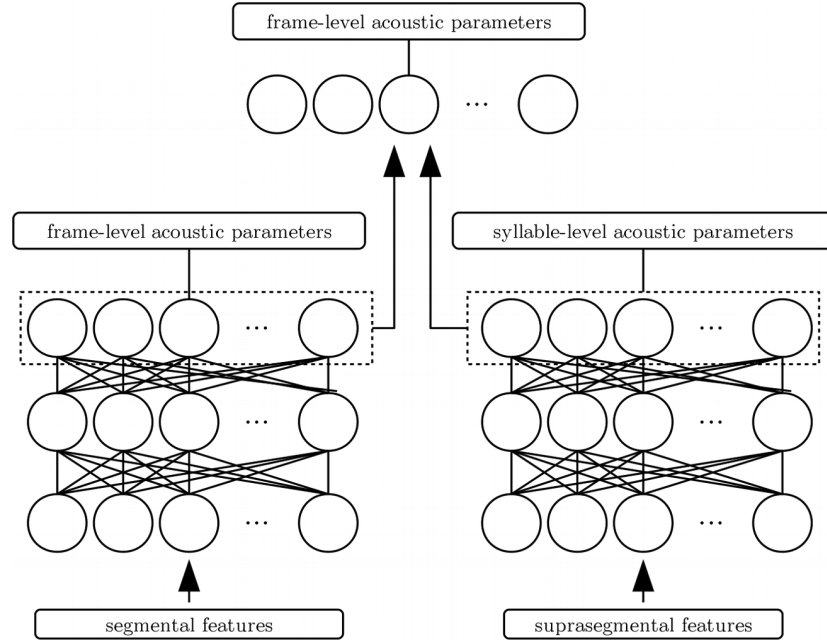 frame-level acoustic parameters
...
frame-level acoustic parameters
syllable-level acoustic parameters
... ...
... ...
... ...
segmental features
suprasegmental features